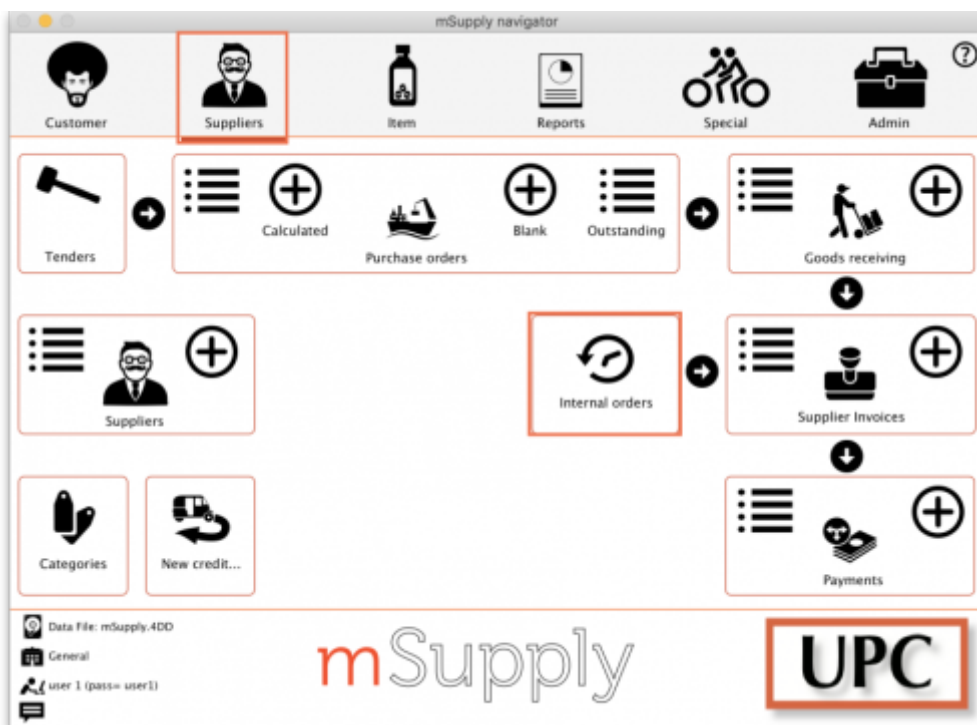 mSupply navigator
Customer
Suppliers
Item
Reports
Special
Admin
?
Tenders
Calculated
Blank
Outstanding
Purchase orders
Goods receiving
Suppliers
Internal orders
Supplier Invoices
Categories
New credit...
Payments
Data File: mSupply.4DD
General
user 1 (pass= user1)
mSupply
UPC